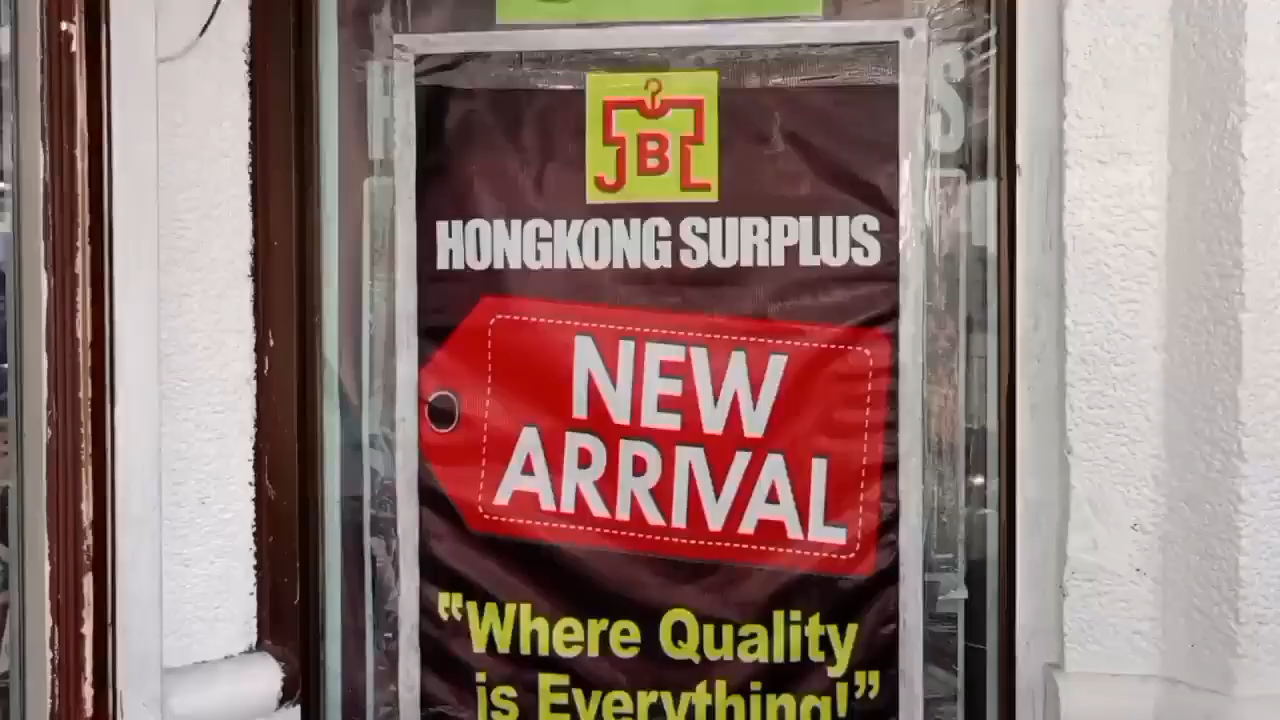 JBL
HONGKONG SURPLUS
NEW
ARRIVAL
"Where Quality
is Everything!"